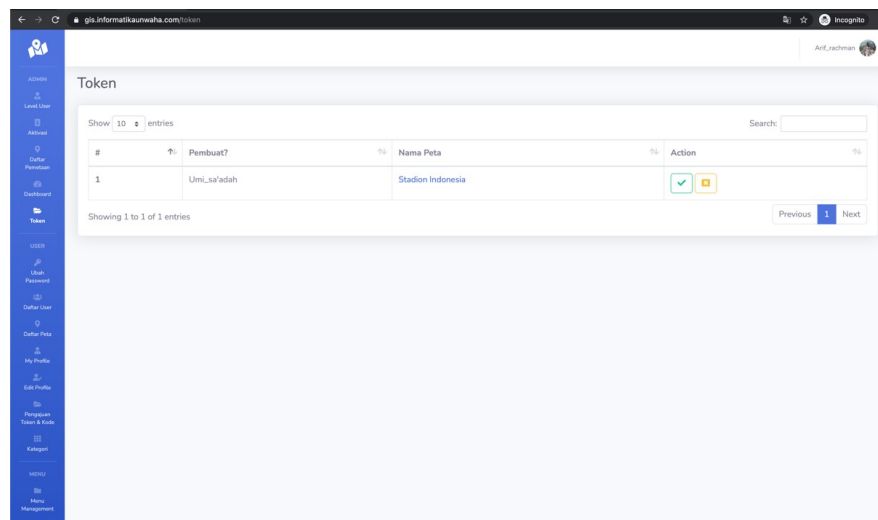 gis.informatikaunwaha.com/token
Incognito
Arif_rachman
ADMIN
Level User
Aktivasi
Daftar
Pemetaan
Dashboard
Token
USER
Ubah
Password
Daftar User
Daftar Peta
My Profile
Edit Profile
Pengajuan
Token & Kode
Kategori
MENU
Menu
Management
Token
Show 10 entries
Search:
# Pembuat? Nama Peta Action
1 Umi_sa'adah Stadion Indonesia
Showing 1 to 1 of 1 entries
Previous 1 Next